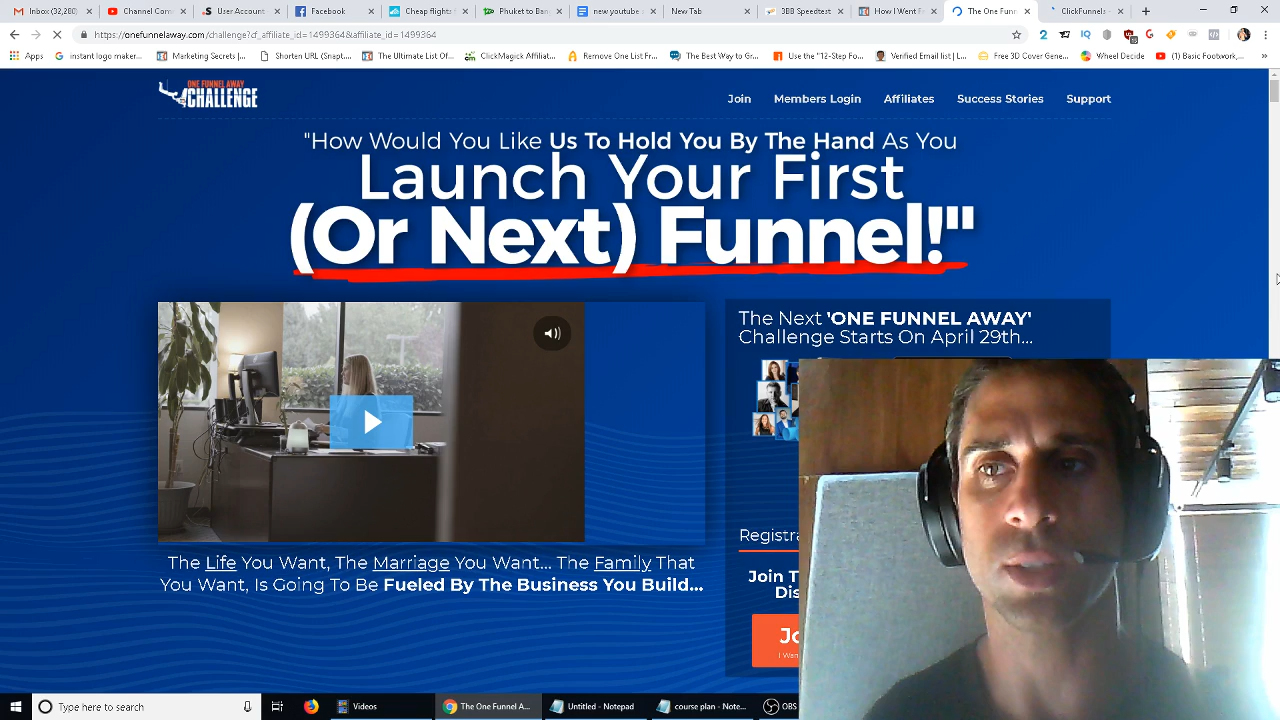 Inbox (32,280)
Channel Con
User Account
Facebook
Cheap flights
Phuket to Ban
new youtube
New Tab
3BB Speedtest
How I Went F
The One Funn
ClickFunnels
https://onefunnelaway.com/challenge?cf_affiliate_id=1499364&affiliate_id=1499364
Apps
instant logo maker...
Marketing Secrets |...
Shorten URL (Snapt...
The Ultimate List Of...
ClickMagick Affiliat...
Remove One List Fr...
The Best Way to Gr...
Use the "12-Step Fo...
Verified Email list | ...
Free 3D Cover Gene...
Wheel Decide
(1) Basic Footwork,...
ONE FUNNEL AWAY
CHALLENGE
Join
Members Login
Affiliates
Success Stories
Support
"How Would You Like Us To Hold You By The Hand As You
Launch Your First
(Or Next) Funnel!"
The Next 'ONE FUNNEL AWAY'
Challenge Starts On April 29th...
The Life You Want, The Marriage You Want... The Family That
You Want, Is Going To Be Fueled By The Business You Build...
Registra
Join T
Dis
Jo
I Wan
Type here to search
Videos
The One Funnel A...
Untitled - Notepad
course plan - Note...
OBS